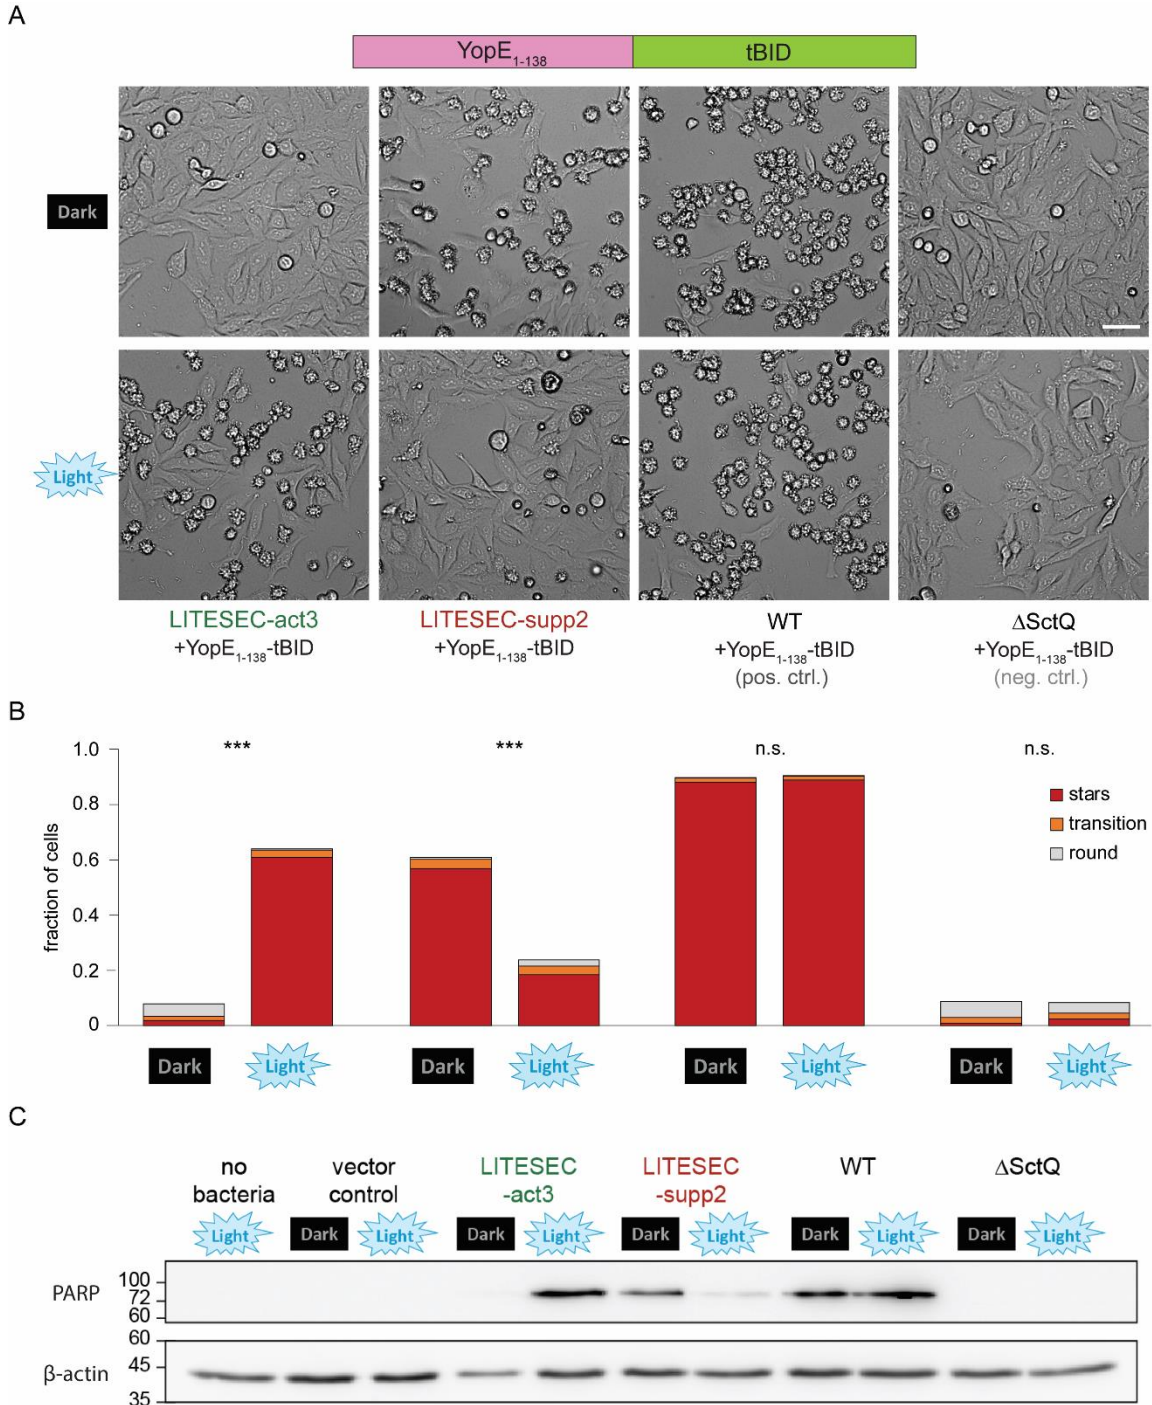 A
YopE1-138 tBID
Dark
Light
LITESEC-act3 LITESEC-supp2 WT ΔSctQ
+YopE1-138-tBID +YopE1-138-tBID +YopE1-138-tBID +YopE1-138-tBID
(pos. ctrl.) (neg. ctrl.)
B
1.0 *** *** n.s. n.s.
0.8
0.6
0.4
0.2
0
fraction of cells
stars
transition
round
Dark Light Dark Light Dark Light Dark Light
C
no vector LITESEC LITESEC WT ΔSctQ
bacteria control -act3 -supp2
Light Dark Light Dark Light Dark Light Dark Light Dark Light
PARP
100
72
60
β-actin
60
45
35